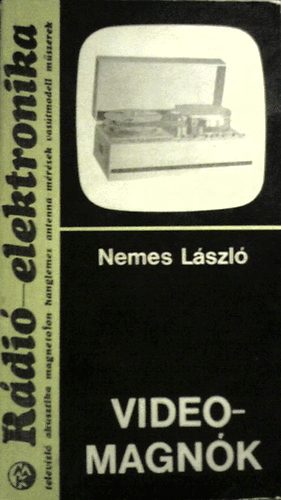 Rádió-elektronika
televízió akusztika magnetofon hanglemez antenna mérések vasútmodell műszerek
Nemes László
VIDEO-
MAGNÓK